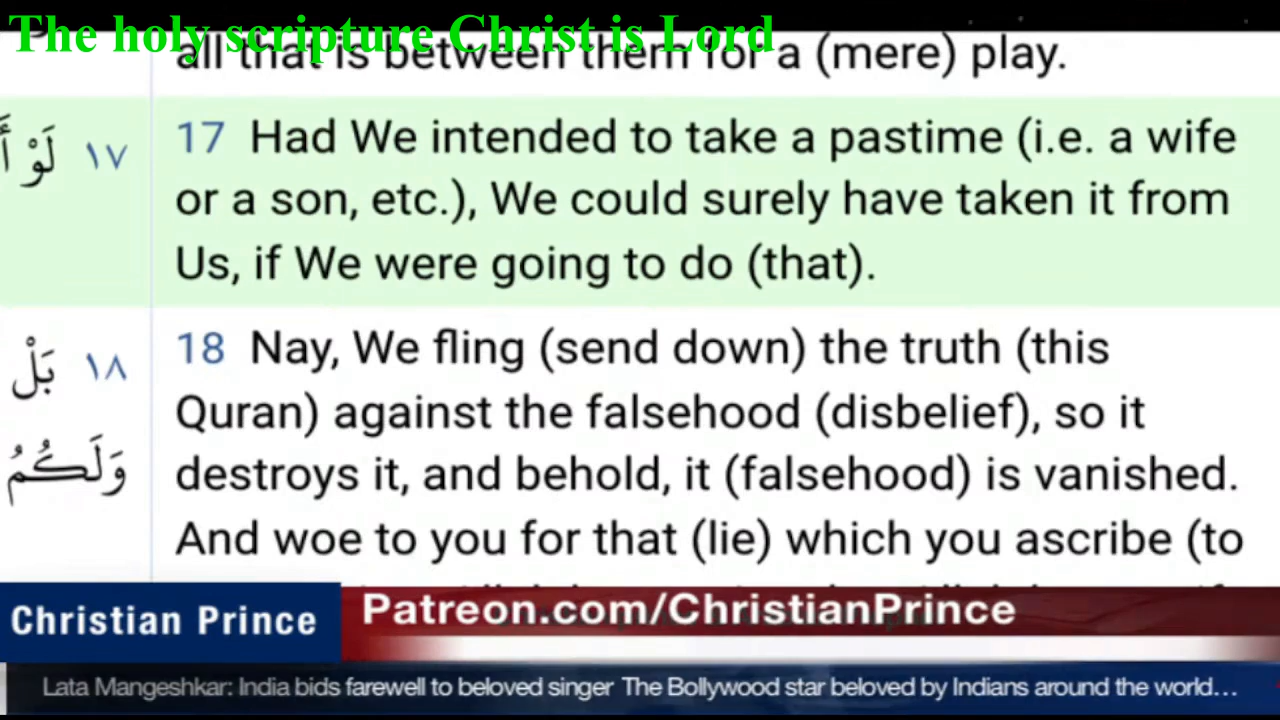 The holy scripture Christ is Lord
all that is between them for a (mere) play.
١٧ لَوْ أَ
17 Had We intended to take a pastime (i.e. a wife
or a son, etc.), We could surely have taken it from
Us, if We were going to do (that).
١٨ بَلْ
18 Nay, We fling (send down) the truth (this
Quran) against the falsehood (disbelief), so it
وَلَكُمُ
destroys it, and behold, it (falsehood) is vanished.
And woe to you for that (lie) which you ascribe (to
Christian Prince
Patreon.com/ChristianPrince
Lata Mangeshkar: India bids farewell to beloved singer The Bollywood star beloved by Indians around the world...